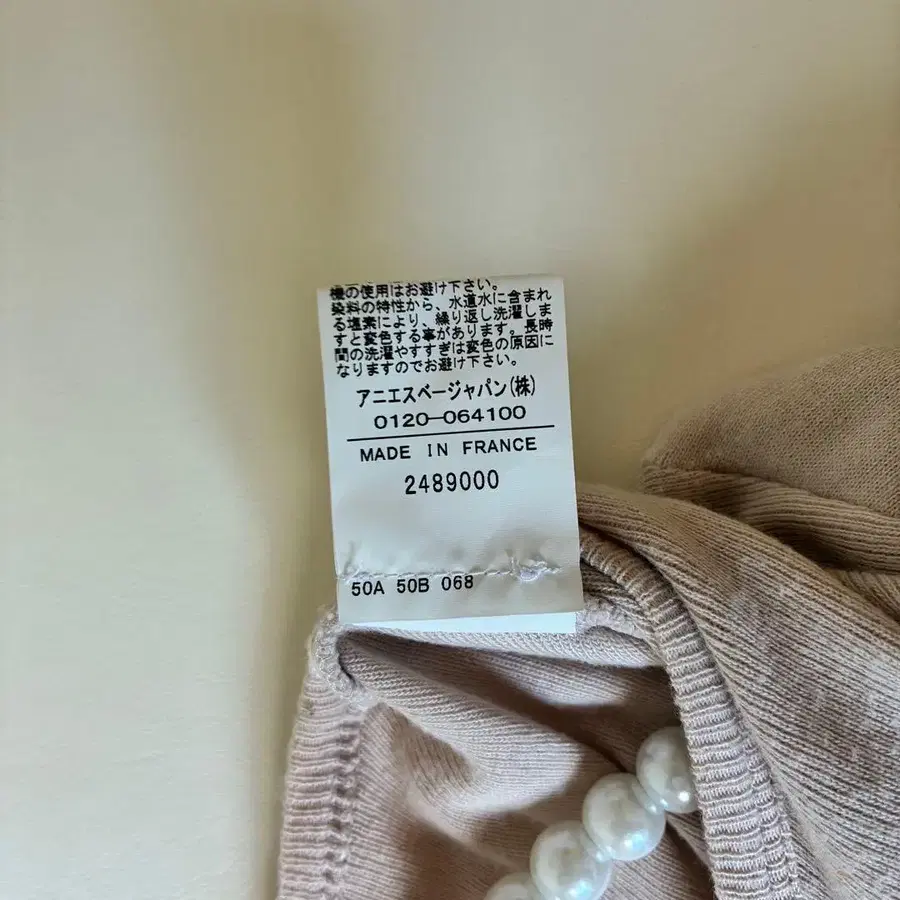 機の使用はお避け下さい。
染料の特性から、水道水に含まれ
る塩素により、繰り返し洗濯しま
すと変色する事があります。長時
間の洗濯やすすぎは変色の原因に
なりますのでお避け下さい。
アニエスベージャパン(株)
0120-064100
MADE IN FRANCE
2489000
50A 50B 068